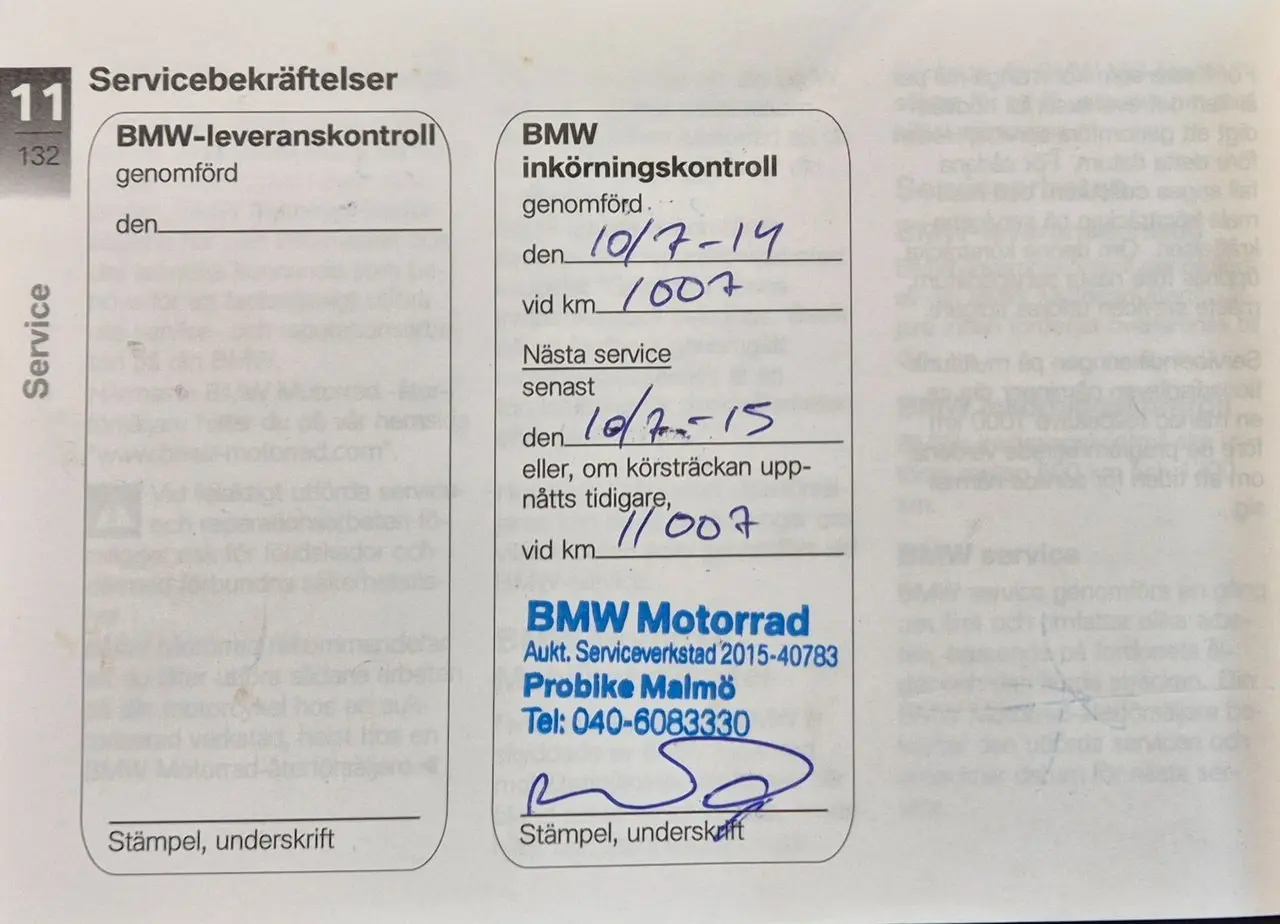 11
132
Service
Servicebekräftelser
BMW-leveranskontroll
genomförd
den
Stämpel, underskrift
BMW
inkörningskontroll
genomförd
den 10/7-14
vid km 1007
Nästa service
senast
den 10/7-15
eller, om körsträckan upp-
nåtts tidigare,
vid km 11007
BMW Motorrad
Aukt. Serviceverkstad 2015-40783
Probike Malmö
Tel: 040-6083330
Stämpel, underskrift